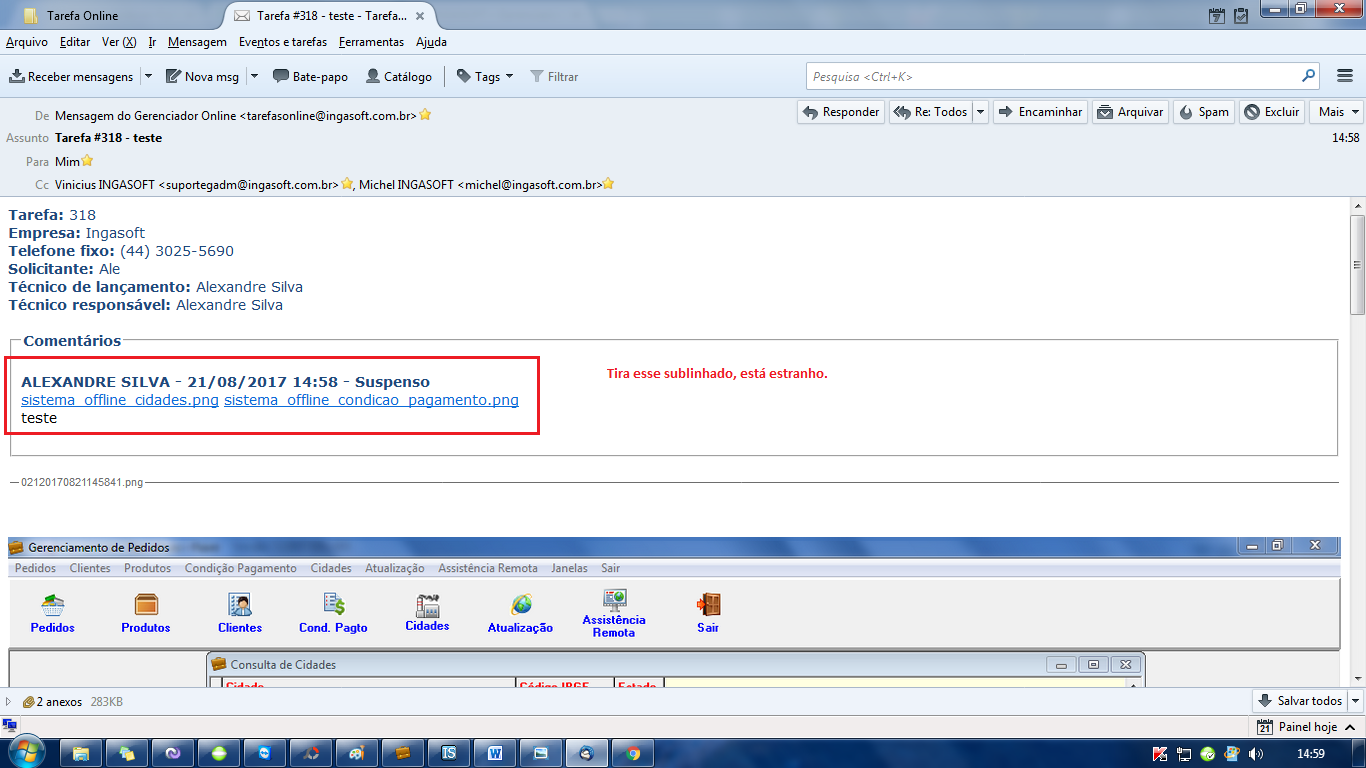 Tarefa Online
Tarefa #318 - teste - Tarefa...
Arquivo Editar Ver (X) Ir Mensagem Eventos e tarefas Ferramentas Ajuda
Receber mensagens Nova msg Bate-papo Catálogo Tags Filtrar Pesquisa <Ctrl+K>
De Mensagem do Gerenciador Online <tarefasonline@ingasoft.com.br> Responder Re: Todos Encaminhar Arquivar Spam Excluir Mais
Assunto Tarefa #318 - teste 14:58
Para Mim
Cc Vinicius INGASOFT <suportegadm@ingasoft.com.br>, Michel INGASOFT <michel@ingasoft.com.br>
Tarefa: 318
Empresa: Ingasoft
Telefone fixo: (44) 3025-5690
Solicitante: Ale
Técnico de lançamento: Alexandre Silva
Técnico responsável: Alexandre Silva
Comentários
ALEXANDRE SILVA - 21/08/2017 14:58 - Suspenso
sistema_offline_cidades.png sistema_offline_condicao_pagamento.png
teste
Tira esse sublinhado, está estranho.
02120170821145841.png
Gerenciamento de Pedidos
Pedidos Clientes Produtos Condição Pagamento Cidades Atualização Assistência Remota Janelas Sair
Pedidos Produtos Clientes Cond. Pagto Cidades Atualização Assistência Remota Sair
Consulta de Cidades
Cidade Código IBGE Estado
2 anexos 283KB Salvar todos
21 Painel hoje
14:59